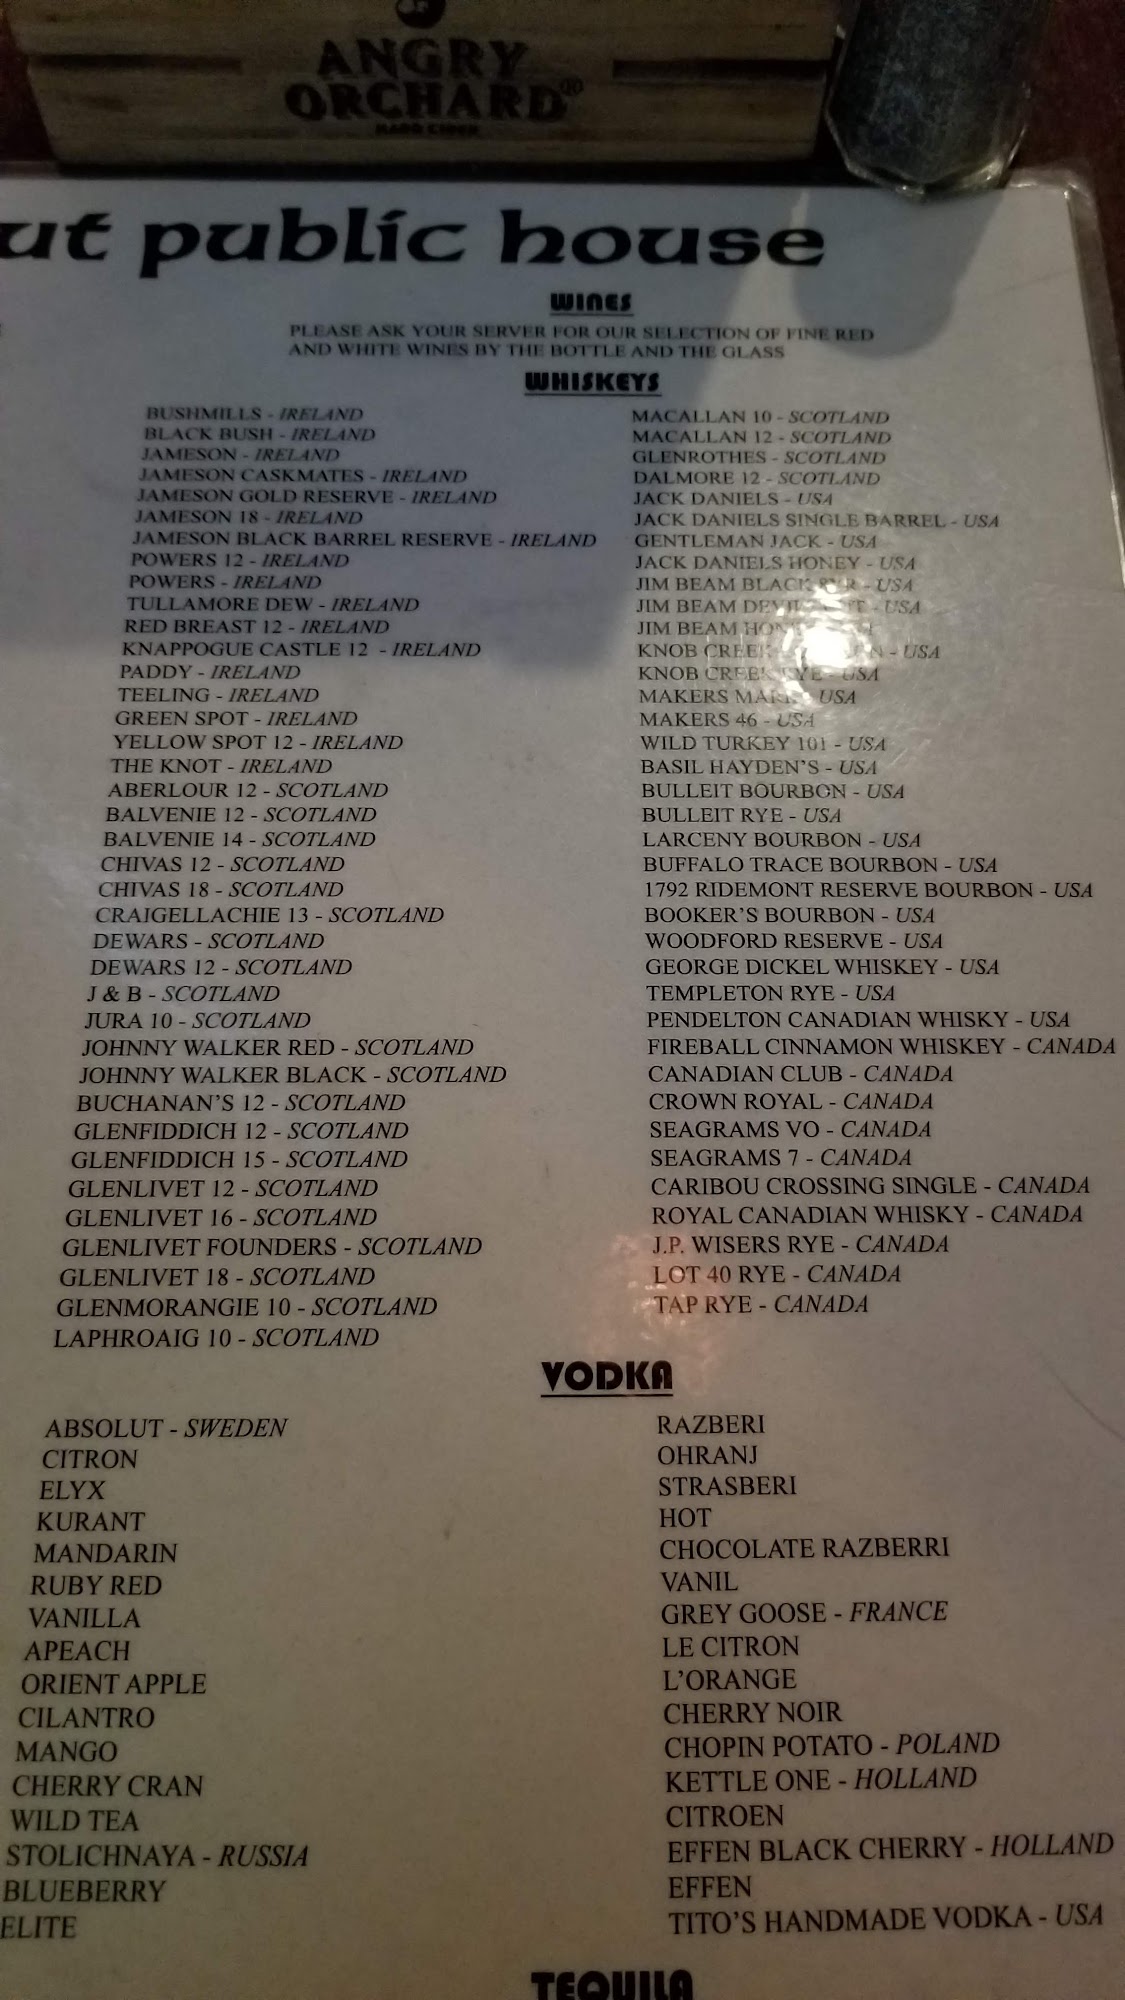 ANGRY
ORCHARD
HARD CIDER
ut public house
WINES
PLEASE ASK YOUR SERVER FOR OUR SELECTION OF FINE RED
AND WHITE WINES BY THE BOTTLE AND THE GLASS
WHISKEYS
BUSHMILLS - IRELAND
BLACK BUSH - IRELAND
JAMESON - IRELAND
JAMESON CASKMATES - IRELAND
JAMESON GOLD RESERVE - IRELAND
JAMESON 18 - IRELAND
JAMESON BLACK BARREL RESERVE - IRELAND
POWERS 12 - IRELAND
POWERS - IRELAND
TULLAMORE DEW - IRELAND
RED BREAST 12 - IRELAND
KNAPPOGUE CASTLE 12 - IRELAND
PADDY - IRELAND
TEELING - IRELAND
GREEN SPOT - IRELAND
YELLOW SPOT 12 - IRELAND
THE KNOT - IRELAND
ABERLOUR 12 - SCOTLAND
BALVENIE 12 - SCOTLAND
BALVENIE 14 - SCOTLAND
CHIVAS 12 - SCOTLAND
CHIVAS 18 - SCOTLAND
CRAIGELLACHIE 13 - SCOTLAND
DEWARS - SCOTLAND
DEWARS 12 - SCOTLAND
J & B - SCOTLAND
JURA 10 - SCOTLAND
JOHNNY WALKER RED - SCOTLAND
JOHNNY WALKER BLACK - SCOTLAND
BUCHANAN'S 12 - SCOTLAND
GLENFIDDICH 12 - SCOTLAND
GLENFIDDICH 15 - SCOTLAND
GLENLIVET 12 - SCOTLAND
GLENLIVET 16 - SCOTLAND
GLENLIVET FOUNDERS - SCOTLAND
GLENLIVET 18 - SCOTLAND
GLENMORANGIE 10 - SCOTLAND
LAPHROAIG 10 - SCOTLAND
MACALLAN 10 - SCOTLAND
MACALLAN 12 - SCOTLAND
GLENROTHES - SCOTLAND
DALMORE 12 - SCOTLAND
JACK DANIELS - USA
JACK DANIELS SINGLE BARREL - USA
GENTLEMAN JACK - USA
JACK DANIELS HONEY - USA
JIM BEAM BLACK - USA
JIM BEAM - USA
JIM BEAM
KNOB CREEK - USA
KNOB CREEK RYE - USA
MAKERS MARK - USA
MAKERS 46 - USA
WILD TURKEY 101 - USA
BASIL HAYDEN'S - USA
BULLEIT BOURBON - USA
BULLEIT RYE - USA
LARCENY BOURBON - USA
BUFFALO TRACE BOURBON - USA
1792 RIDEMONT RESERVE BOURBON - USA
BOOKER'S BOURBON - USA
WOODFORD RESERVE - USA
GEORGE DICKEL WHISKEY - USA
TEMPLETON RYE - USA
PENDELTON CANADIAN WHISKY - USA
FIREBALL CINNAMON WHISKEY - CANADA
CANADIAN CLUB - CANADA
CROWN ROYAL - CANADA
SEAGRAMS VO - CANADA
SEAGRAMS 7 - CANADA
CARIBOU CROSSING SINGLE - CANADA
ROYAL CANADIAN WHISKY - CANADA
J.P. WISERS RYE - CANADA
LOT 40 RYE - CANADA
TAP RYE - CANADA
VODKA
ABSOLUT - SWEDEN
CITRON
ELYX
KURANT
MANDARIN
RUBY RED
VANILLA
APEACH
ORIENT APPLE
CILANTRO
MANGO
CHERRY CRAN
WILD TEA
STOLICHNAYA - RUSSIA
BLUEBERRY
ELITE
RAZBERI
OHRANJ
STRASBERI
HOT
CHOCOLATE RAZBERRI
VANIL
GREY GOOSE - FRANCE
LE CITRON
L'ORANGE
CHERRY NOIR
CHOPIN POTATO - POLAND
KETTLE ONE - HOLLAND
CITROEN
EFFEN BLACK CHERRY - HOLLAND
EFFEN
TITO'S HANDMADE VODKA - USA
TEQUILA